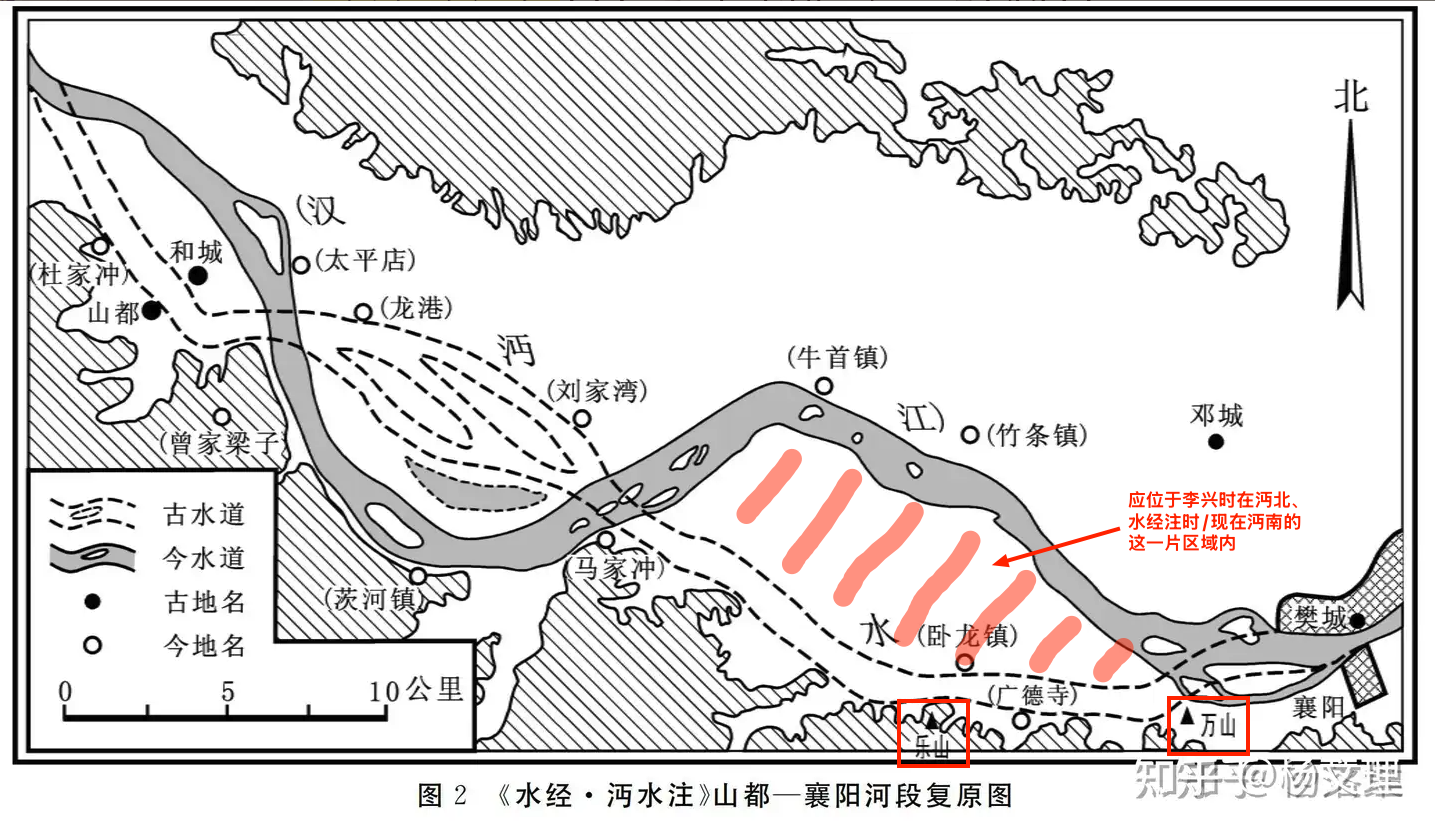 北
(汉
和城
(太平店)
(杜家冲)
山都
(龙港)
沔
(牛首镇)
(刘家湾)
江)
(竹条镇)
邓城
(曾家梁子)
应位于李兴时在沔北、
水经注时/现在沔南的
这一片区域内
古水道
今水道
古地名
今地名
(马家冲)
(茨河镇)
水
(卧龙镇)
樊城
0 5 10公里
(广德寺)
襄阳
乐山
万山
知乎 @杨文理
图 2 《水经·沔水注》山都—襄阳河段复原图